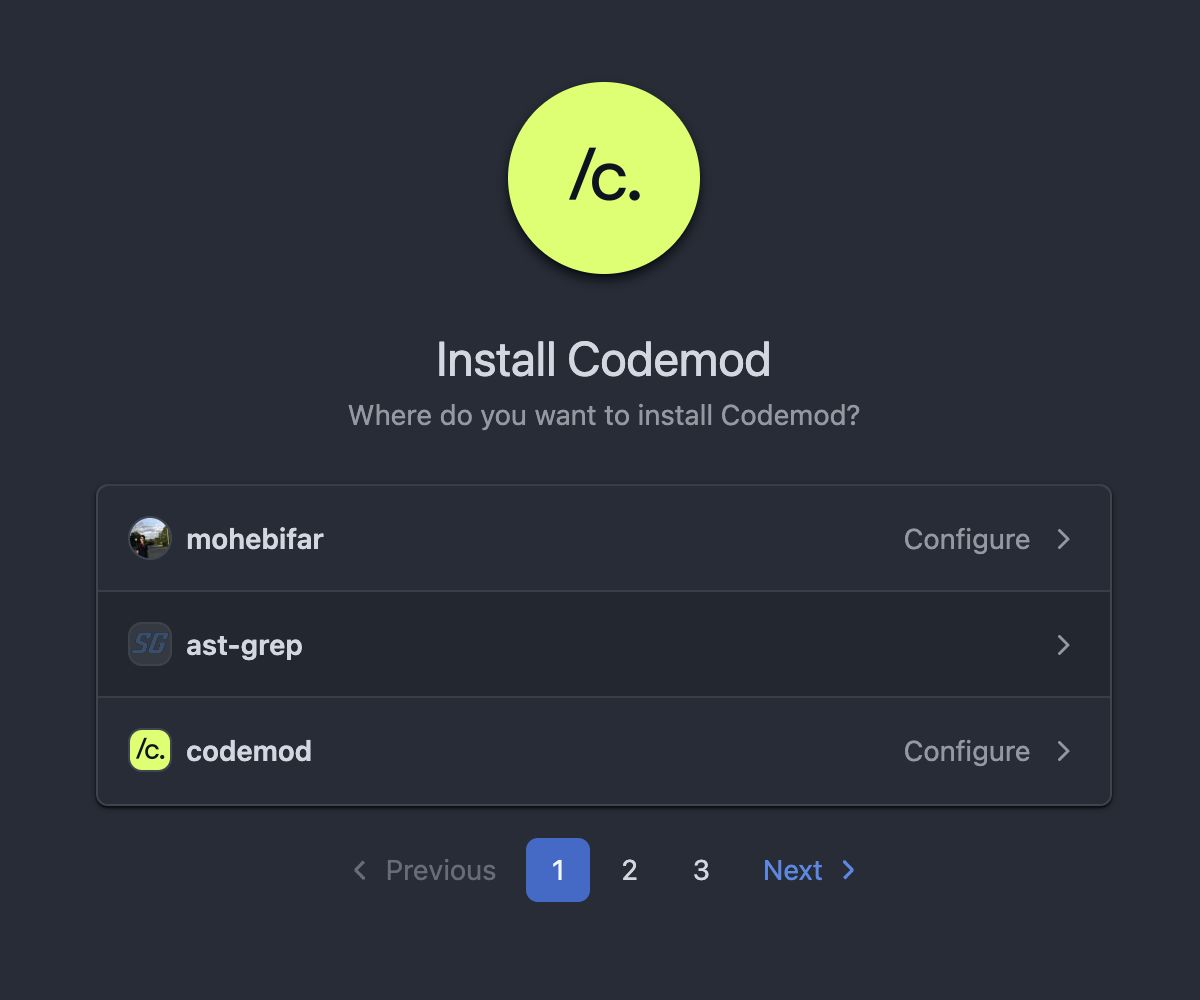 /c.
Install Codemod
Where do you want to install Codemod?
mohebifar Configure
SG ast-grep
/c. codemod Configure
Previous 1 2 3 Next